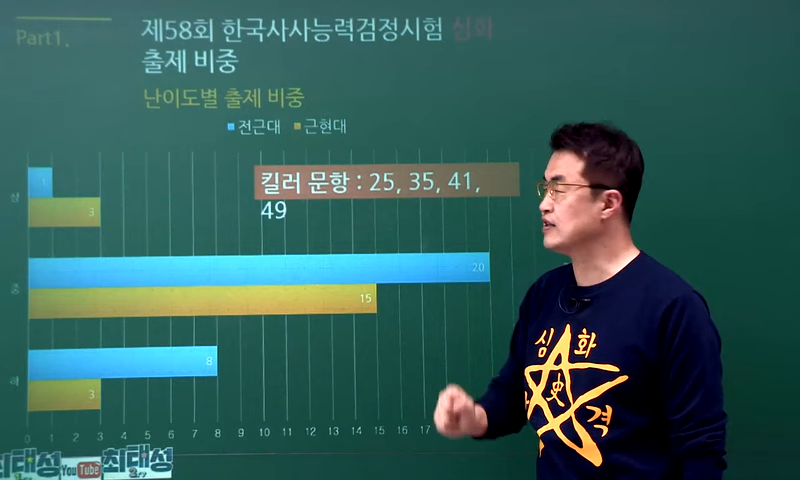 Part1.
제58회 한국사사능력검정시험 심화
출제 비중
난이도별 출제 비중
전근대 근현대
킬러 문항 : 25, 35, 41,
49
상
1
3
중
20
15
하
8
3
0 1 2 3 4 5 6 7 8 9 10 11 12 13 14 15 16 17
심 화
史
격
최태성 YouTube 최태성